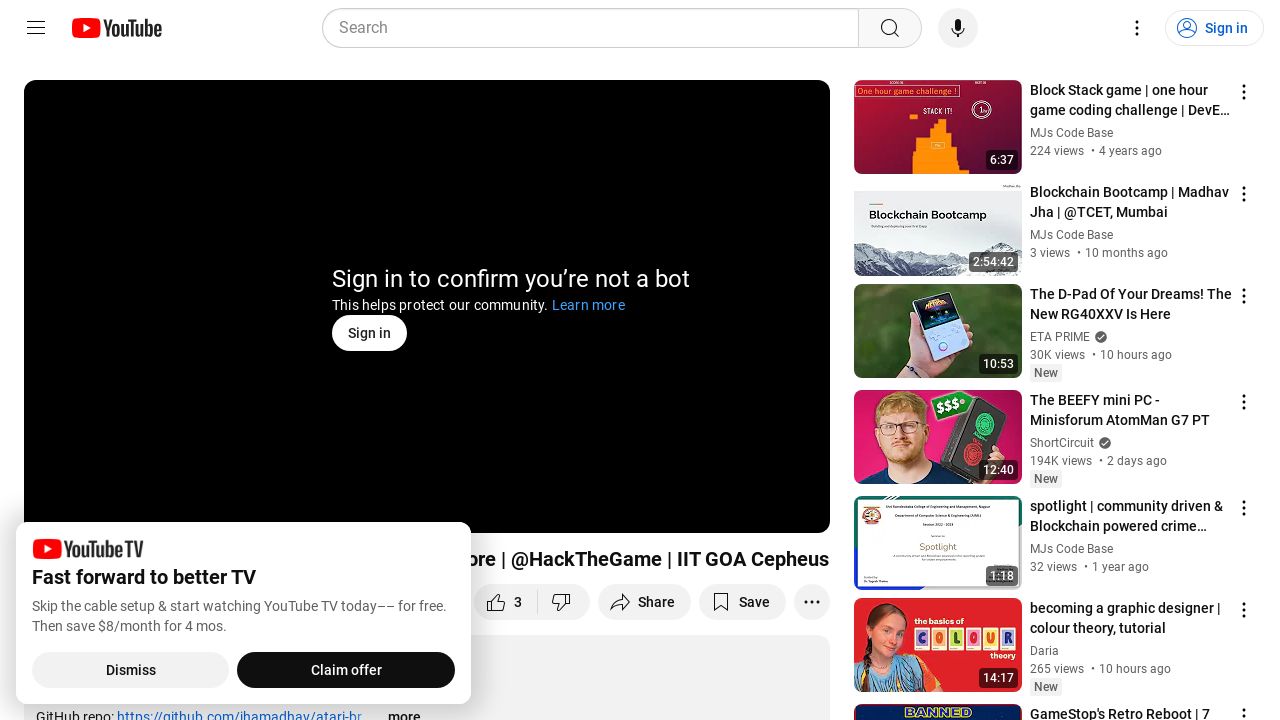 YouTube
Search
Sign in
Sign in to confirm you're not a bot
This helps protect our community. Learn more
Sign in
ore | @HackTheGame | IIT GOA Cepheus
3
Share
Save
GitHub repo: https://github.com/jhamadhav/atari-br...
...more
YouTube TV
Fast forward to better TV
Skip the cable setup & start watching YouTube TV today–– for free.
Then save $8/month for 4 mos.
Dismiss
Claim offer
One hour game challenge !
STACK IT!
6:37
Block Stack game | one hour
game coding challenge | DevE...
MJs Code Base
224 views • 4 years ago
Blockchain Bootcamp
2:54:42
Blockchain Bootcamp | Madhav
Jha | @TCET, Mumbai
MJs Code Base
3 views • 10 months ago
10:53
The D-Pad Of Your Dreams! The
New RG40XXV Is Here
ETA PRIME
30K views • 10 hours ago
New
$$$
12:40
The BEEFY mini PC -
Minisforum AtomMan G7 PT
ShortCircuit
194K views • 2 days ago
New
Spotlight
1:18
spotlight | community driven &
Blockchain powered crime...
MJs Code Base
32 views • 1 year ago
the basics of
COLOUR
theory
14:17
becoming a graphic designer |
colour theory, tutorial
Daria
265 views • 10 hours ago
New
BANNED
GameStop's Retro Reboot | 7